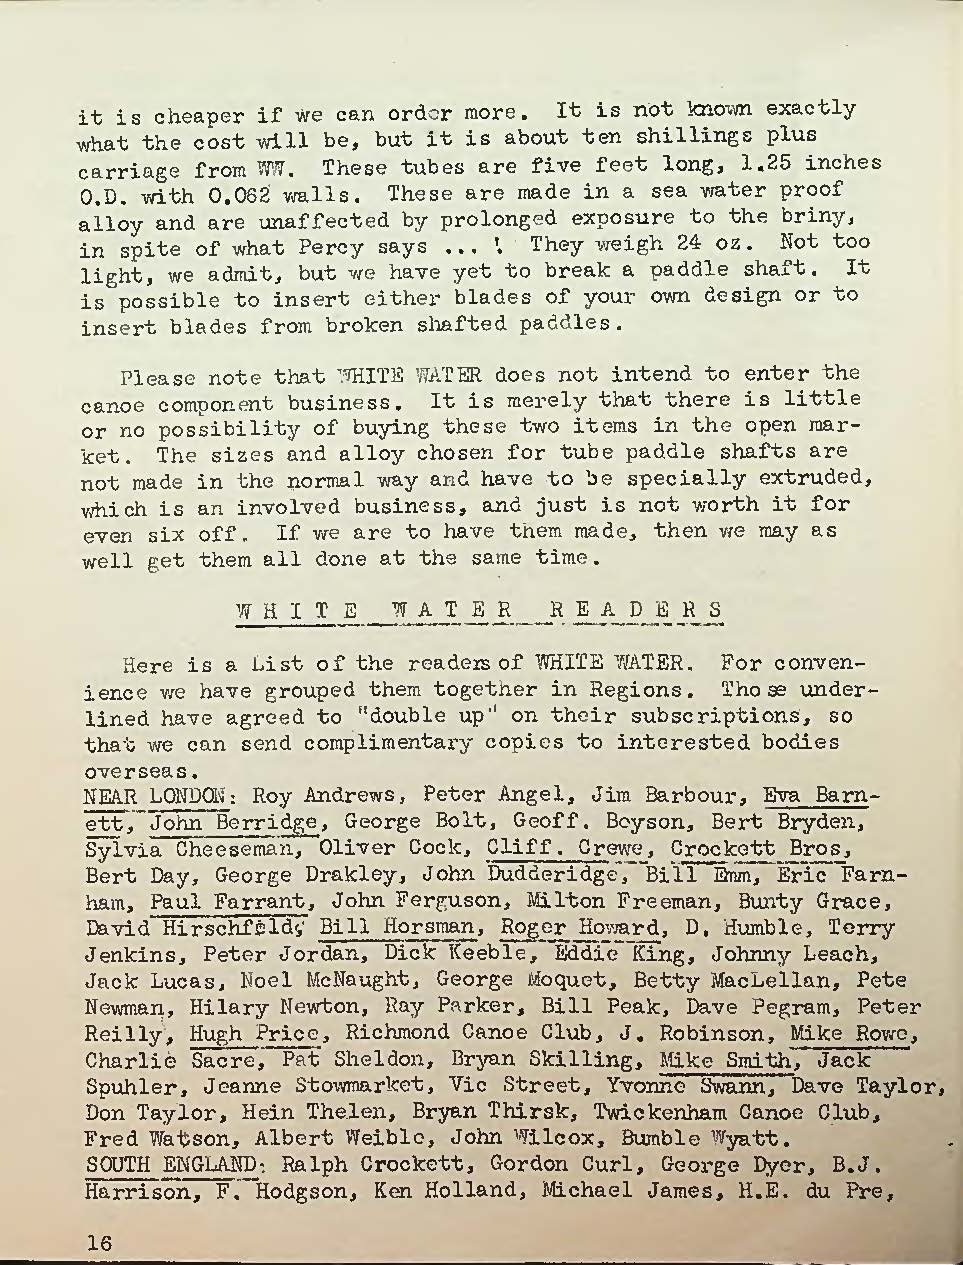 it is cheaper if we can order more. It is not known exactly
what the cost will be, but it is about ten shillings plus
carriage from WW. These tubes are five feet long, 1.25 inches
O.D. with 0.062 walls. These are made in a sea water proof
alloy and are unaffected by prolonged exposure to the briny,
in spite of what Percy says ... ! They weigh 24 oz. Not too
light, we admit, but we have yet to break a paddle shaft. It
is possible to insert either blades of your own design or to
insert blades from broken shafted paddles.
Please note that WHITE WATER does not intend to enter the
canoe component business. It is merely that there is little
or no possibility of buying these two items in the open mar-
ket. The sizes and alloy chosen for tube paddle shafts are
not made in the normal way and have to be specially extruded,
which is an involved business, and just is not worth it for
even six off. If we are to have them made, then we may as
well get them all done at the same time.
W H I T E W A T E R R E A D E R S
Here is a List of the readers of WHITE WATER. For conven-
ience we have grouped them together in Regions. Those under-
lined have agreed to "double up" on their subscriptions, so
that we can send complimentary copies to interested bodies
overseas.
NEAR LONDON: Roy Andrews, Peter Angel, Jim Barbour, Eva Barn-
ett, John Berridge, George Bolt, Geoff. Boyson, Bert Bryden,
Sylvia Cheeseman, Oliver Cock, Cliff. Crewe, Crockett Bros,
Bert Day, George Drakley, John Dudderidge, Bill Emm, Eric Farn-
ham, Paul Farrant, John Ferguson, Milton Freeman, Bunty Grace,
David Hirschfeld, Bill Horsman, Roger Howard, D. Humble, Terry
Jenkins, Peter Jordan, Dick Keeble, Eddie King, Johnny Leach,
Jack Lucas, Noel McNaught, George Moquet, Betty MacLellan, Pete
Newman, Hilary Newton, Ray Parker, Bill Peak, Dave Pegram, Peter
Reilly, Hugh Price, Richmond Canoe Club, J. Robinson, Mike Rowe,
Charlie Sacre, Pat Sheldon, Bryan Skilling, Mike Smith, Jack
Spuhler, Jeanne Stowmarket, Vic Street, Yvonne Swann, Dave Taylor,
Don Taylor, Hein Thelen, Bryan Thirsk, Twickenham Canoe Club,
Fred Watson, Albert Weible, John Wilcox, Bumble Wyatt.
SOUTH ENGLAND: Ralph Crockett, Gordon Curl, George Dyer, B.J.
Harrison, F. Hodgson, Ken Holland, Michael James, H.E. du Pre,
16